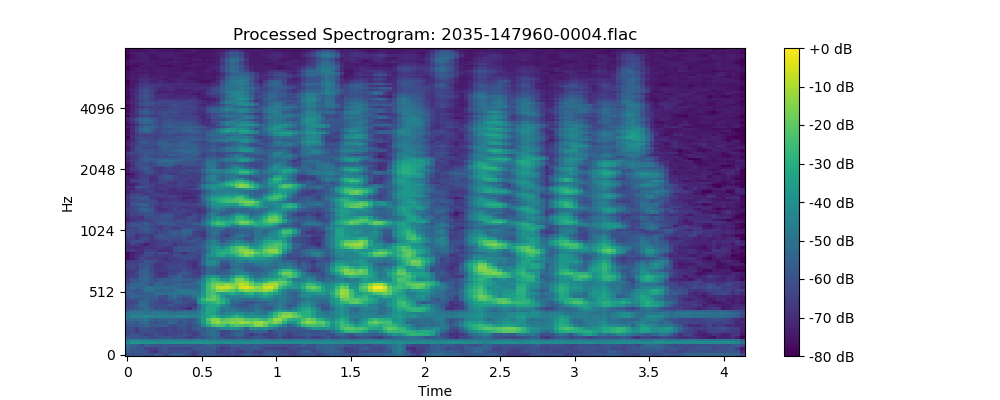 Processed Spectrogram: 2035-147960-0004.flac
Hz
4096
2048
1024
512
0
0 0.5 1 1.5 2 2.5 3 3.5 4
Time
+0 dB
-10 dB
-20 dB
-30 dB
-40 dB
-50 dB
-60 dB
-70 dB
-80 dB